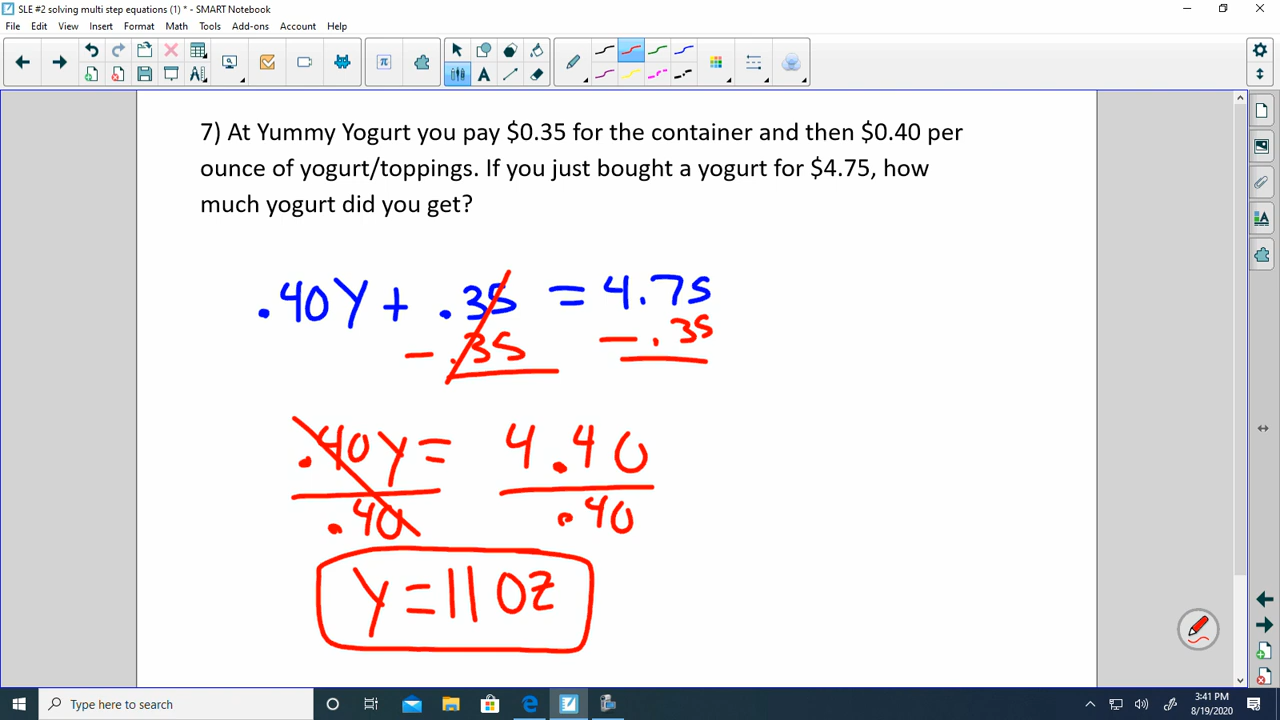 SLE #2 solving multi step equations (1) * - SMART Notebook
File Edit View Insert Format Math Tools Add-ons Account Help
7) At Yummy Yogurt you pay $0.35 for the container and then $0.40 per
ounce of yogurt/toppings. If you just bought a yogurt for $4.75, how
much yogurt did you get?
.40y + .35 = 4.75
- .35 - .35
.40y = 4.40
.40 .40
y = 11 oz
Type here to search
3:41 PM
8/19/2020